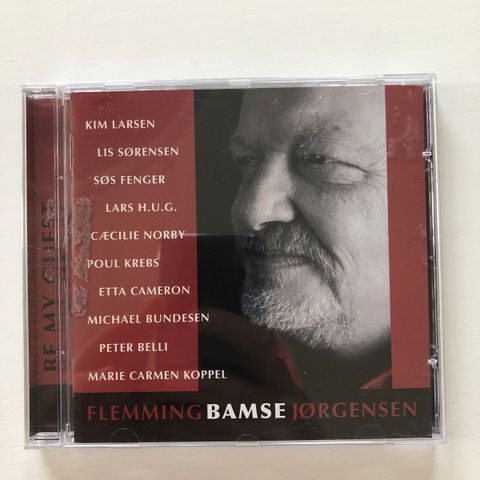 KIM LARSEN
LIS SØRENSEN
SØS FENGER
LARS H.U.G.
CÆCILIE NORBY
POUL KREBS
ETTA CAMERON
MICHAEL BUNDESEN
PETER BELLI
MARIE CARMEN KOPPEL
FLEMMING BAMSE JØRGENSEN
BE MY GUEST